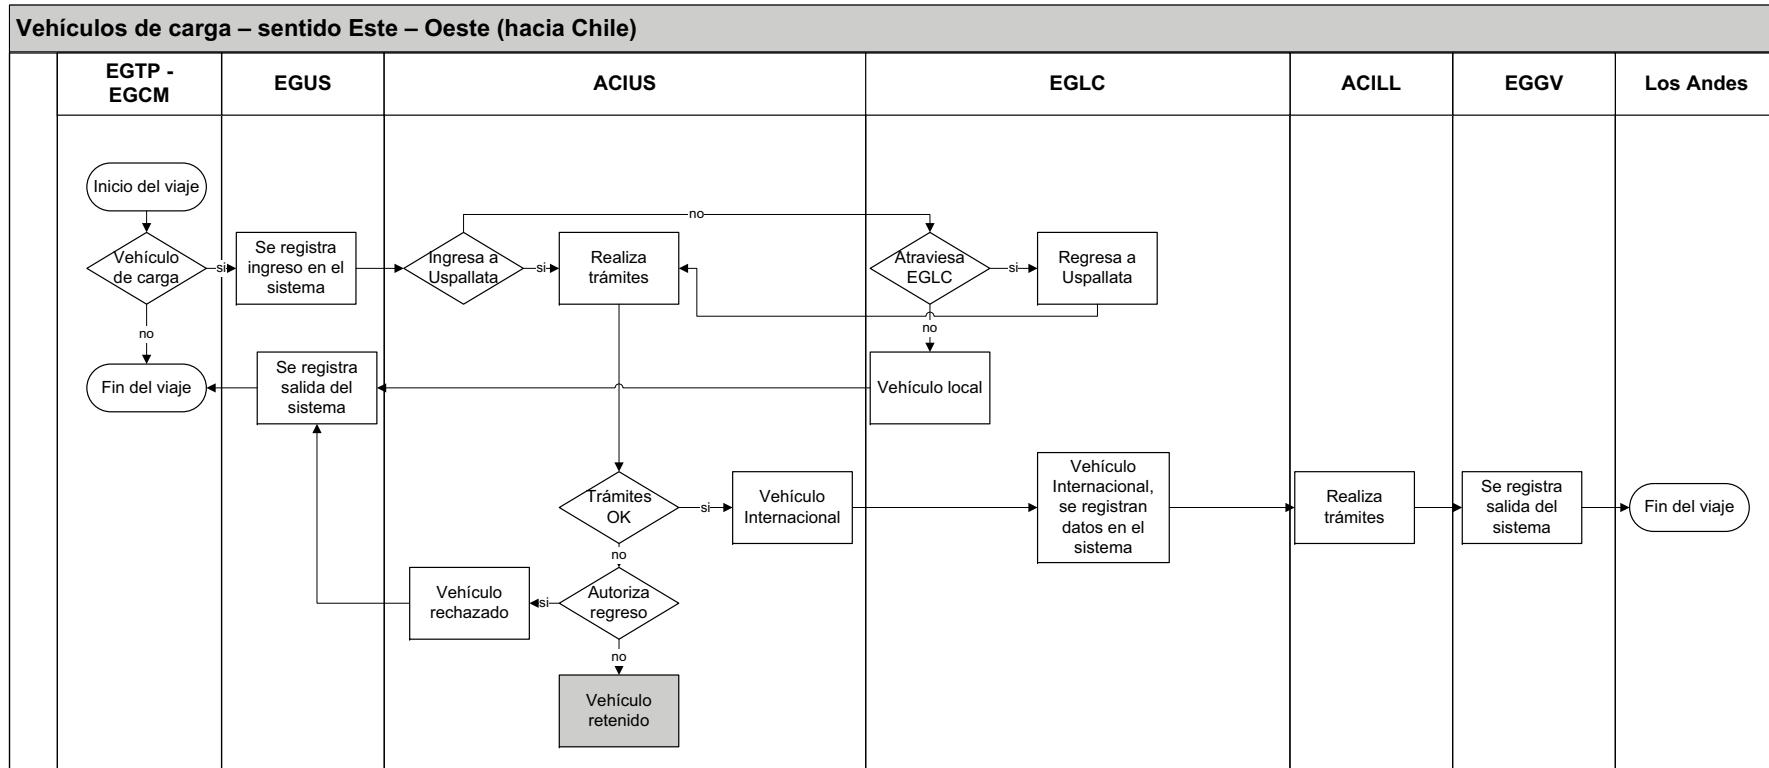 Vehículos de carga – sentido Este – Oeste (hacia Chile)
EGTP -
EGCM
EGUS
ACIUS
EGLC
ACILL
EGGV
Los Andes
Inicio del viaje
Vehículo
de carga
si
no
Fin del viaje
Se registra
ingreso en el
sistema
Se registra
salida del
sistema
Ingresa a
Uspallata
si
no
Realiza
trámites
Atraviesa
EGLC
si
no
Regresa a
Uspallata
Vehículo local
Trámites
OK
si
no
Vehículo
Internacional
Autoriza
regreso
si
no
Vehículo
rechazado
Vehículo
retenido
Vehículo
Internacional,
se registran
datos en el
sistema
Realiza
trámites
Se registra
salida del
sistema
Fin del viaje